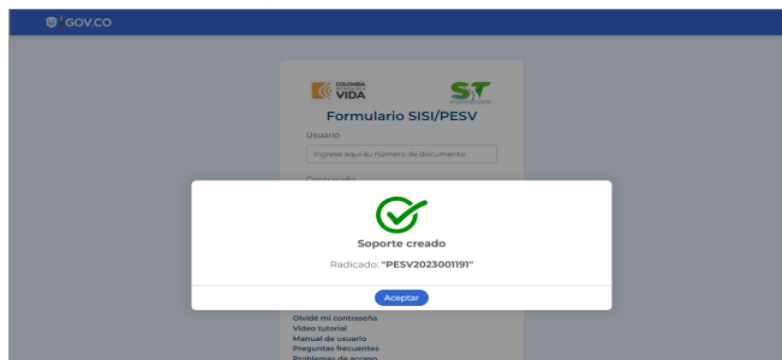 GOV.CO
COLOMBIA
VIDA
ST
Formulario SISI/PESV
Usuario
Ingrese aquí su número de documento
Contraseña
Soporte creado
Radicado: "PESV2023001191"
Aceptar
Olvidé mi contraseña
Video tutorial
Manual de usuario
Preguntas frecuentes
Problemas de acceso